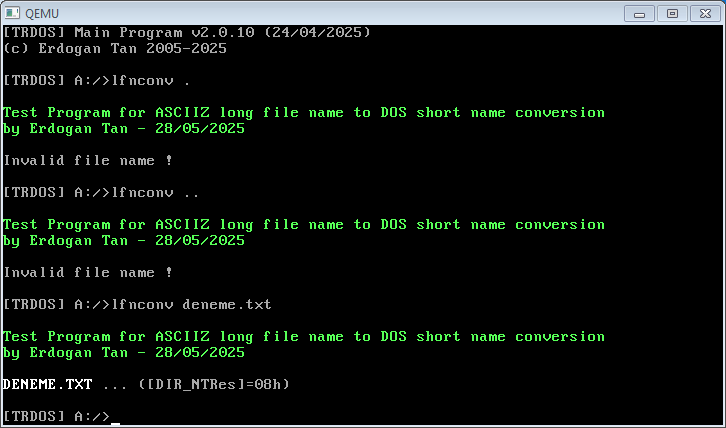 QEMU
[TRDOS] Main Program v2.0.10 (24/04/2025)
(c) Erdogan Tan 2005-2025
[TRDOS] A:/>lfnconv .
Test Program for ASCIIZ long file name to DOS short name conversion
by Erdogan Tan - 28/05/2025
Invalid file name !
[TRDOS] A:/>lfnconv ..
Test Program for ASCIIZ long file name to DOS short name conversion
by Erdogan Tan - 28/05/2025
Invalid file name !
[TRDOS] A:/>lfnconv deneme.txt
Test Program for ASCIIZ long file name to DOS short name conversion
by Erdogan Tan - 28/05/2025
DENEME.TXT ... ([DIR_NTRes]=08h)
[TRDOS] A:/>_